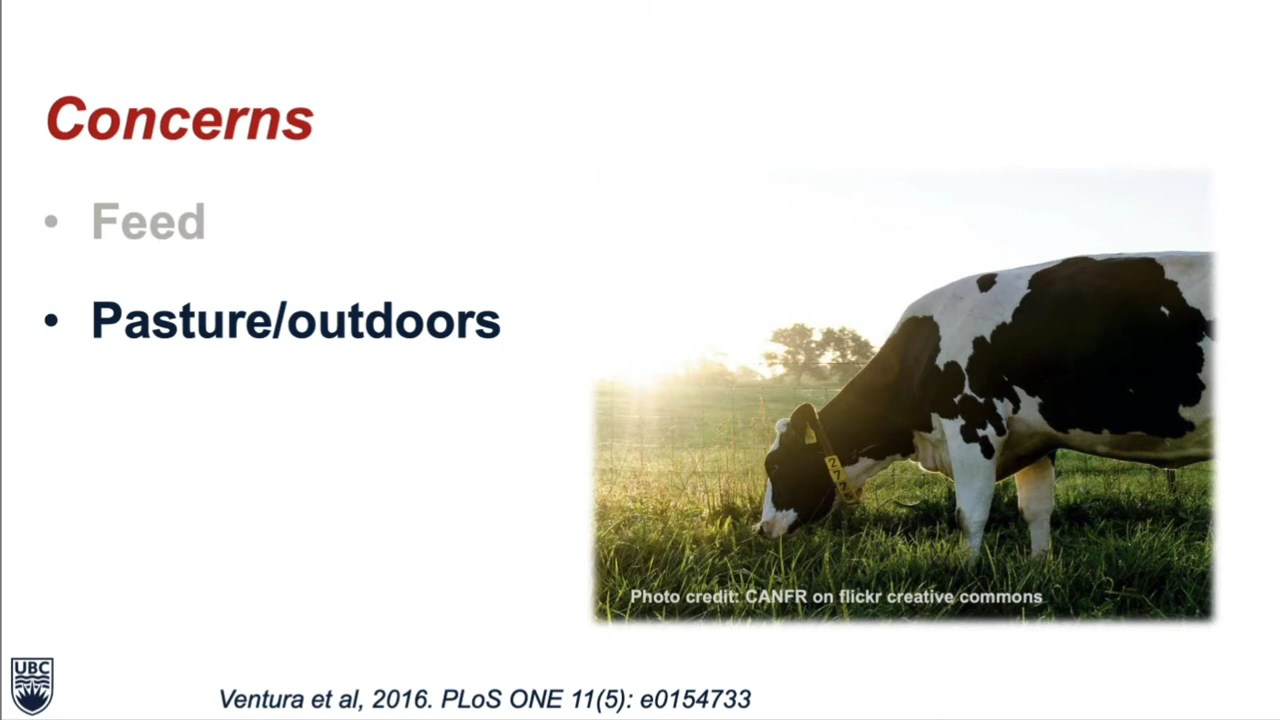 Concerns
• Feed
• Pasture/outdoors
Photo credit: CANFR on flickr creative commons
UBC
Ventura et al, 2016. PLoS ONE 11(5): e0154733